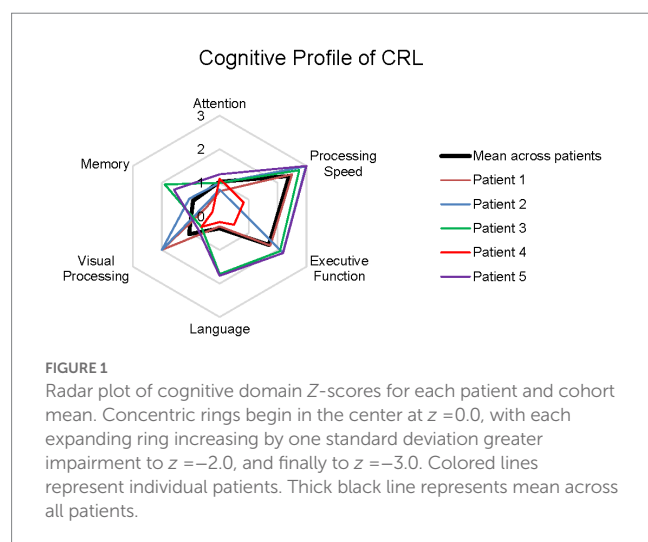 Cognitive Profile of CRL
Attention
3
2
1
0
Processing
Speed
Executive
Function
Language
Visual
Processing
Memory
Mean across patients
Patient 1
Patient 2
Patient 3
Patient 4
Patient 5
FIGURE 1
Radar plot of cognitive domain Z-scores for each patient and cohort
mean. Concentric rings begin in the center at z =0.0, with each
expanding ring increasing by one standard deviation greater
impairment to z =−2.0, and finally to z =−3.0. Colored lines
represent individual patients. Thick black line represents mean across
all patients.